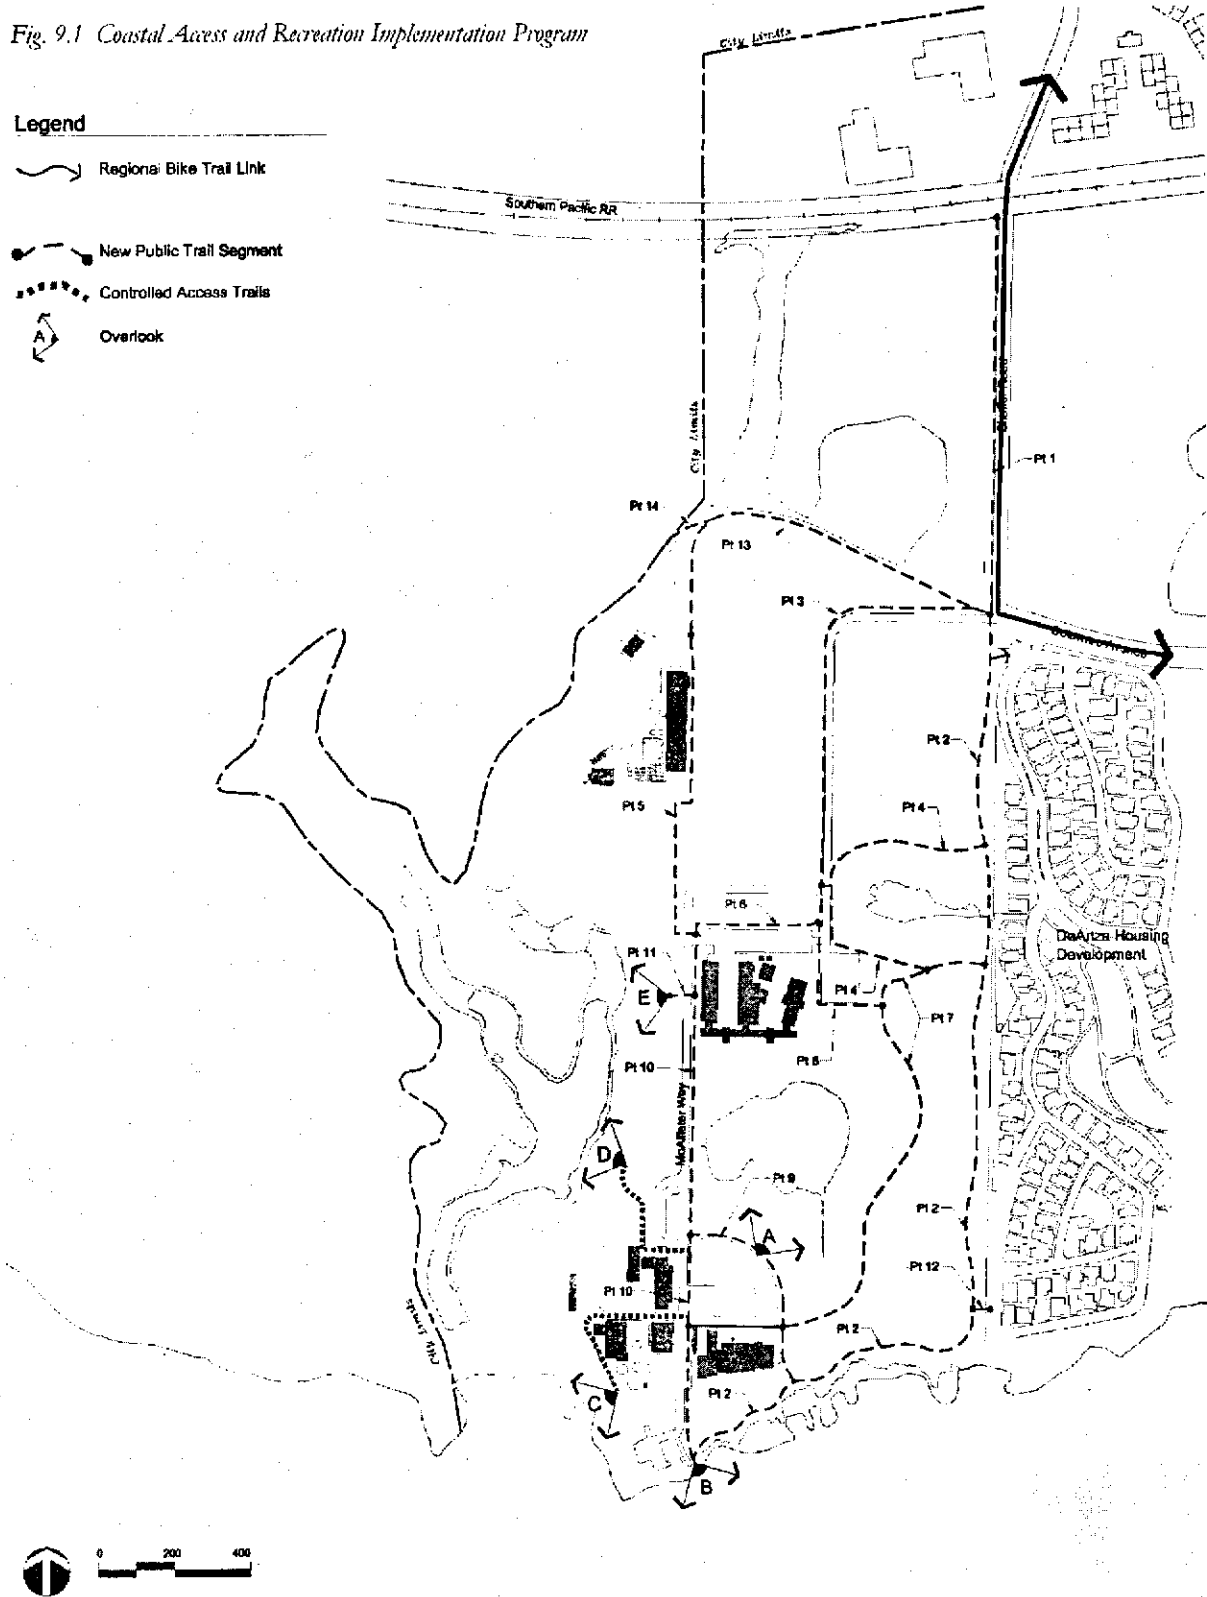 Fig. 9.1 Coastal Access and Recreation Implementation Program
City Limits
Legend
Regional Bike Trail Link
Southern Pacific RR
New Public Trail Segment
Controlled Access Trails
A
Overlook
City Limits
Pt 1
Pt 14
Pt 13
Pt 3
Pt 2
Pt 5
Pt 4
Pt 6
DeAnza Housing
Development
Pt 11
E
Pt 4
Pt 7
Pt 10
Pt 8
McAllister Way
D
Pt 9
Pt 2
A
Pt 12
Pt 10
City Limits
Pt 2
C
Pt 2
B
0 200 400